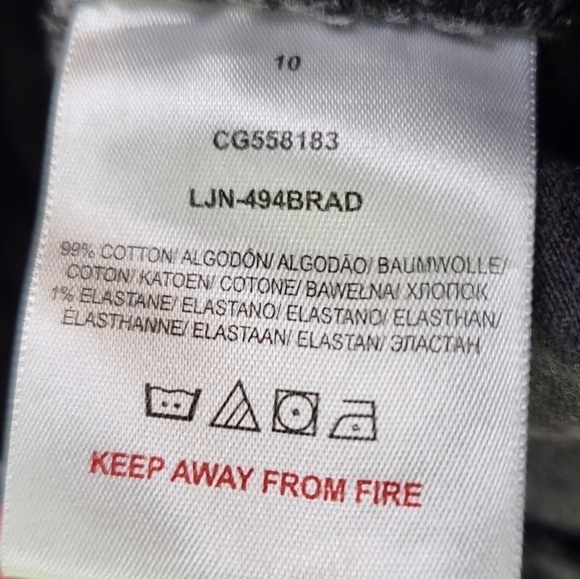 10
CG558183
LJN-494BRAD
99% COTTON/ ALGODÓN/ ALGODÃO/ BAUMWOLLE/
COTON/ KATOEN/ COTONE/ BAWEŁNA/ ХЛОПОК
1% ELASTANE/ ELASTANO/ ELASTANO/ ELASTHAN/
ÉLASTHANNE/ ELASTAAN/ ELASTAN/ ЭЛАСТАН
KEEP AWAY FROM FIRE